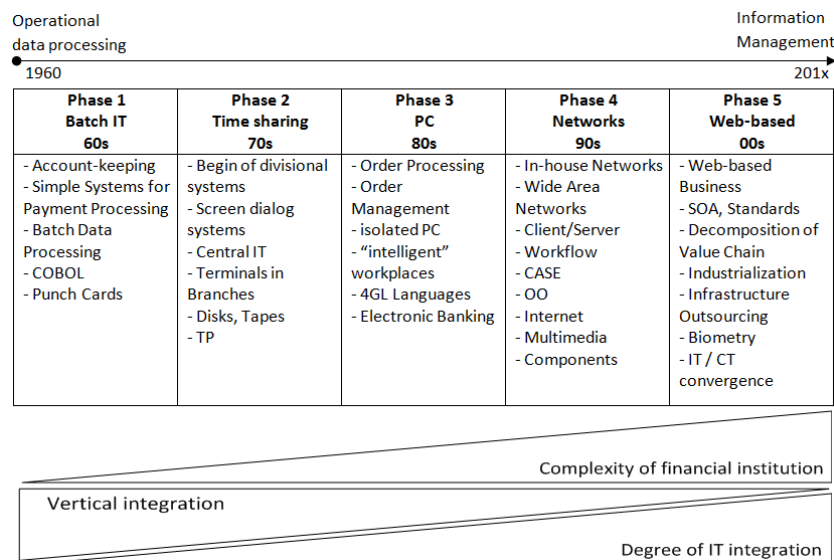 Operational
data processing
Information
Management
1960
201x
Phase 1
Batch IT
60s
- Account-keeping
- Simple Systems for
Payment Processing
- Batch Data
Processing
- COBOL
- Punch Cards
Phase 2
Time sharing
70s
- Begin of divisional
systems
- Screen dialog
systems
- Central IT
- Terminals in
Branches
- Disks, Tapes
- TP
Phase 3
PC
80s
- Order Processing
- Order
Management
- isolated PC
- “intelligent”
workplaces
- 4GL Languages
- Electronic Banking
Phase 4
Networks
90s
- In-house Networks
- Wide Area
Networks
- Client/Server
- Workflow
- CASE
- OO
- Internet
- Multimedia
- Components
Phase 5
Web-based
00s
- Web-based
Business
- SOA, Standards
- Decomposition of
Value Chain
- Industrialization
- Infrastructure
Outsourcing
- Biometry
- IT / CT
convergence
Complexity of financial institution
Vertical integration
Degree of IT integration